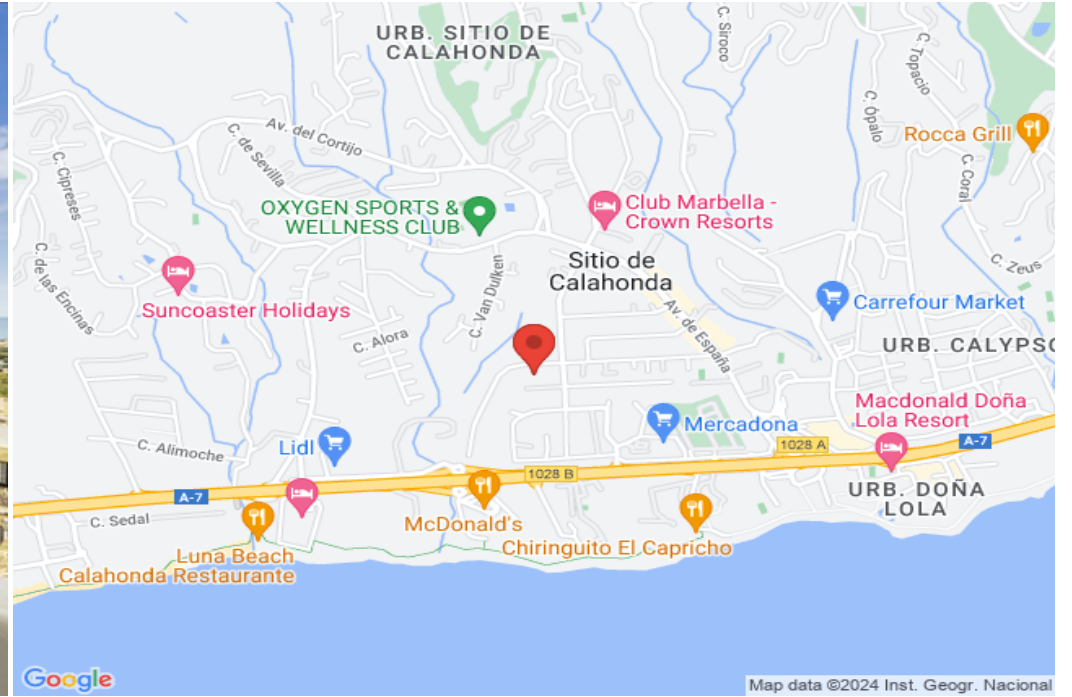 URB. SITIO DE
CALAHONDA
C. Siroco
C. Topacio
C. Ópalo
Rocca Grill
Av. del Cortijo
C. de Sevilla
C. Cipreses
C. Coral
OXYGEN SPORTS &
WELLNESS CLUB
Club Marbella -
Crown Resorts
C. de las Encinas
C. Van Dulken
Sitio de
Calahonda
C. Zeus
Suncoaster Holidays
Av. de España
Carrefour Market
C. Alora
URB. CALYPSO
Macdonald Doña
Lola Resort
Mercadona
C. Alimoche
Lidl
1028 A
A-7
1028 B
A-7
URB. DOÑA
LOLA
C. Sedal
McDonald's
Chiringuito El Capricho
Luna Beach
Calahonda Restaurante
Google
Map data ©2024 Inst. Geogr. Nacional